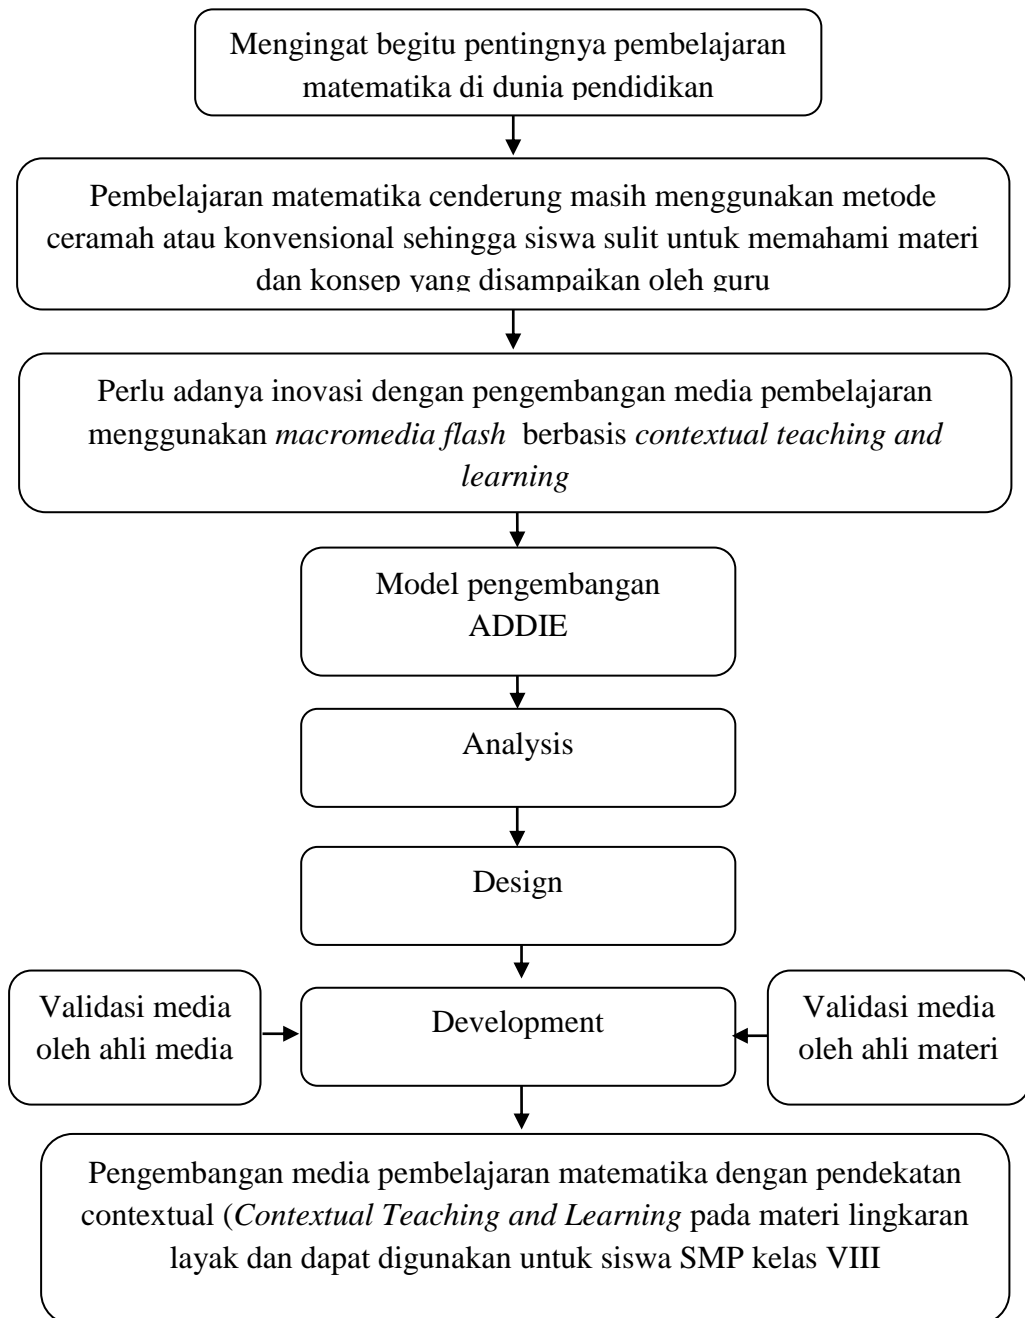 Mengingat begitu pentingnya pembelajaran
matematika di dunia pendidikan
Pembelajaran matematika cenderung masih menggunakan metode
ceramah atau konvensional sehingga siswa sulit untuk memahami materi
dan konsep yang disampaikan oleh guru
Perlu adanya inovasi dengan pengembangan media pembelajaran
menggunakan macromedia flash berbasis contextual teaching and
learning
Model pengembangan
ADDIE
Analysis
Design
Validasi media
oleh ahli media
Development
Validasi media
oleh ahli materi
Pengembangan media pembelajaran matematika dengan pendekatan
contextual (Contextual Teaching and Learning pada materi lingkaran
layak dan dapat digunakan untuk siswa SMP kelas VIII